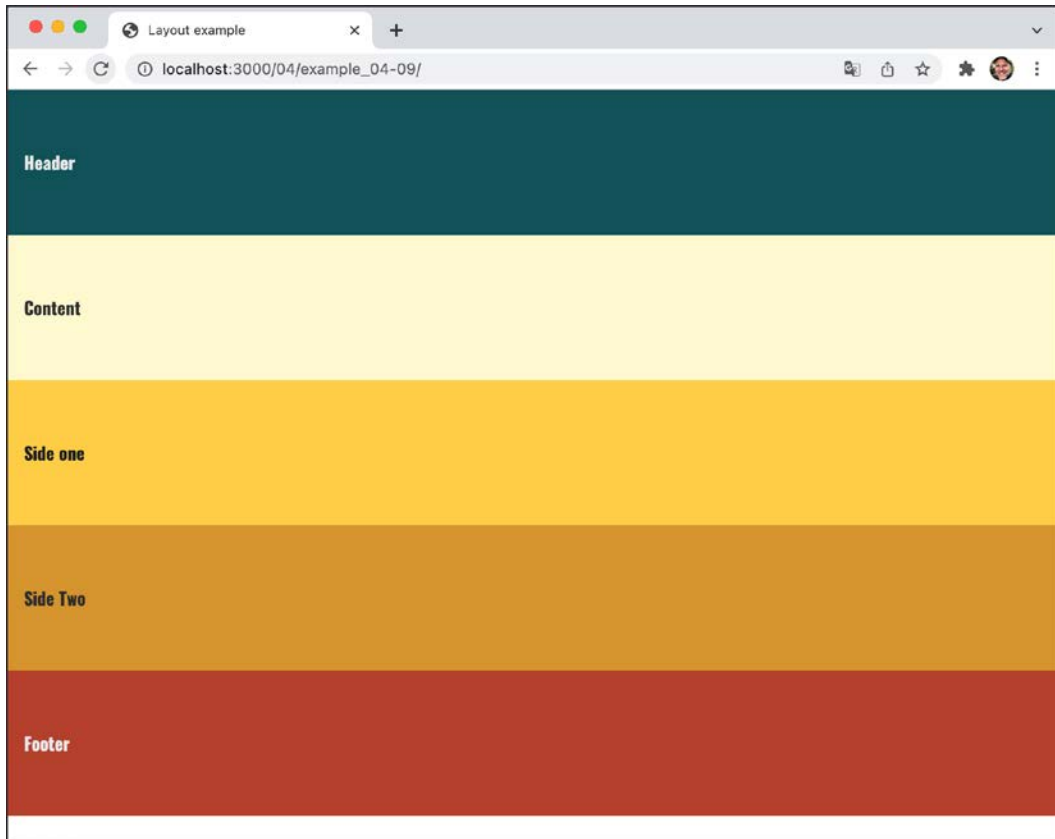 Layout example
localhost:3000/04/example_04-09/
Header
Content
Side one
Side Two
Footer